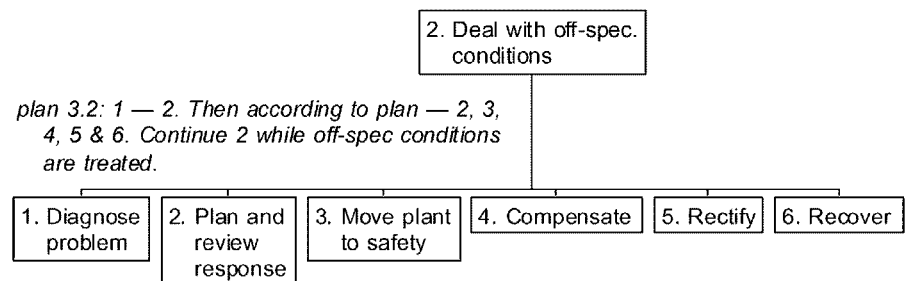 2. Deal with off-spec.
conditions
plan 3.2: 1 — 2. Then according to plan — 2, 3,
4, 5 & 6. Continue 2 while off-spec conditions
are treated.
1. Diagnose
problem
2. Plan and
review
response
3. Move plant
to safety
4. Compensate
5. Rectify
6. Recover